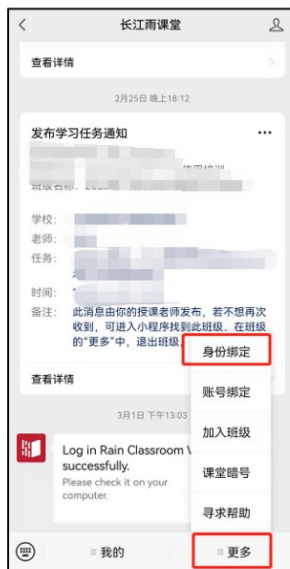 长江雨课堂
查看详情
2月25日 晚上18:12
发布学习任务通知
班级名称:
学校:
老师:
任务:
时间:
备注: 此消息由你的授课老师发布，若不想再次
收到，可进入小程序找到此班级，在班级
的“更多”中，退出班级
身份绑定
查看详情
账号绑定
3月1日 下午13:03
加入班级
Log in Rain Classroom
successfully.
Please check it on your
computer.
课堂暗号
寻求帮助
我的
更多